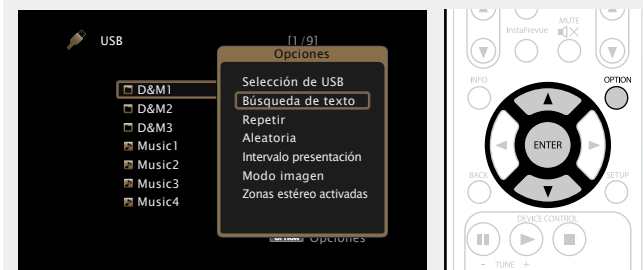 USB
[1/9]
Opciones
D&M1
D&M2
D&M3
Music1
Music2
Music3
Music4
Selección de USB
Búsqueda de texto
Repetir
Aleatoria
Intervalo presentación
Modo imagen
Zonas estéreo activadas
Opciones
InstaPrevue
MUTE
INFO
OPTION
ENTER
BACK
SETUP
DEVICE CONTROL
- TUNE +